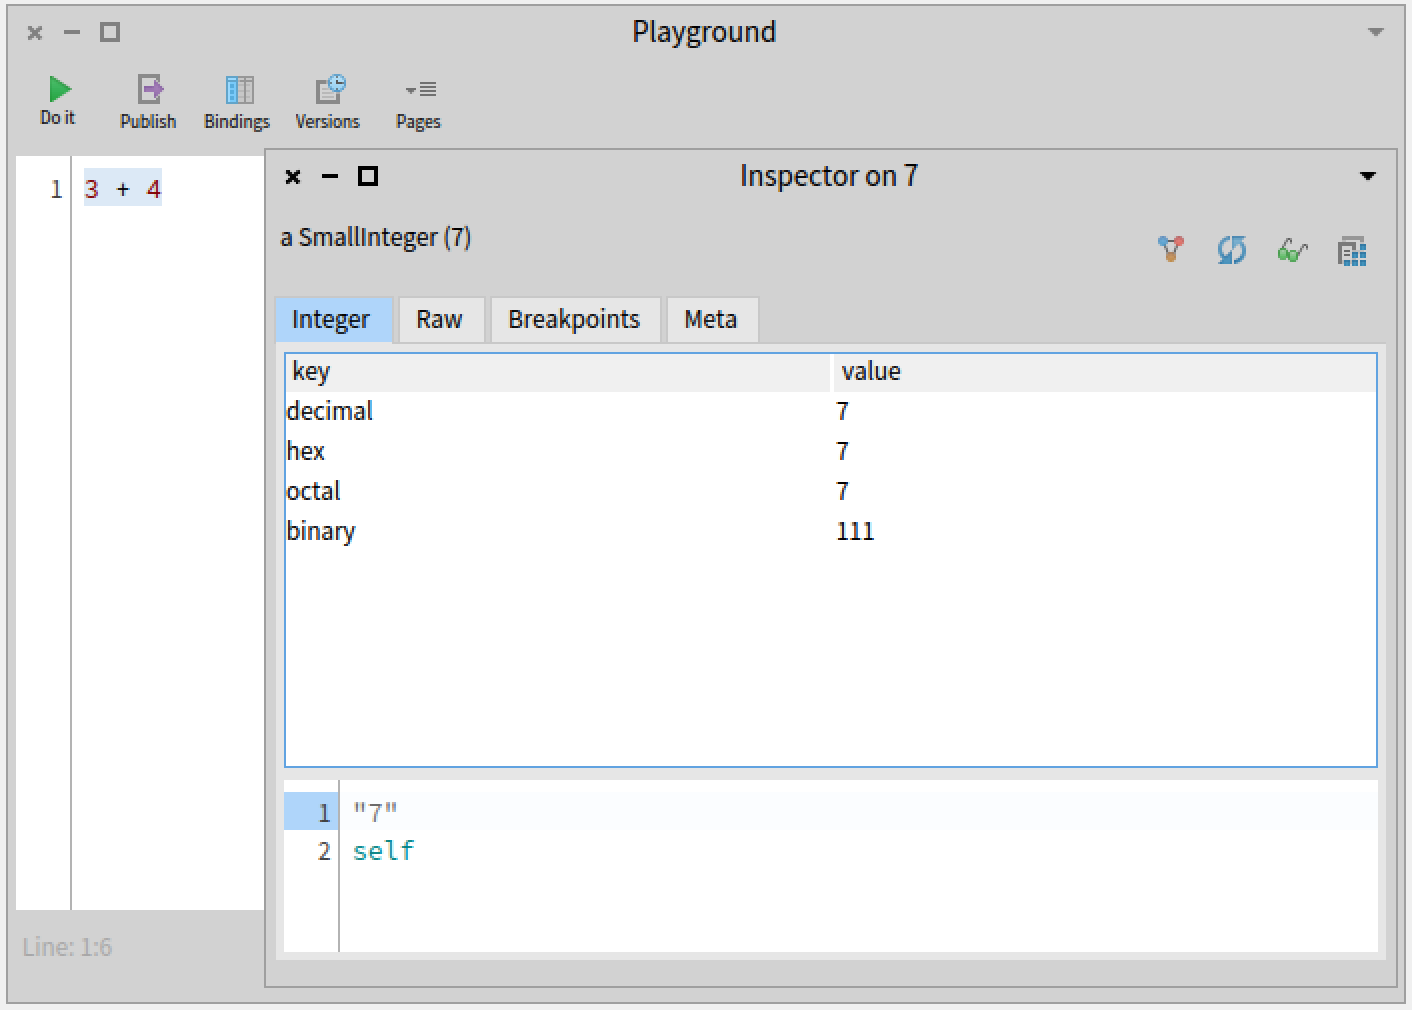 Playground
Do it Publish Bindings Versions Pages
1 3 + 4
Inspector on 7
a SmallInteger (7)
Integer Raw Breakpoints Meta
key value
decimal 7
hex 7
octal 7
binary 111
1 "7"
2 self
Line: 1:6